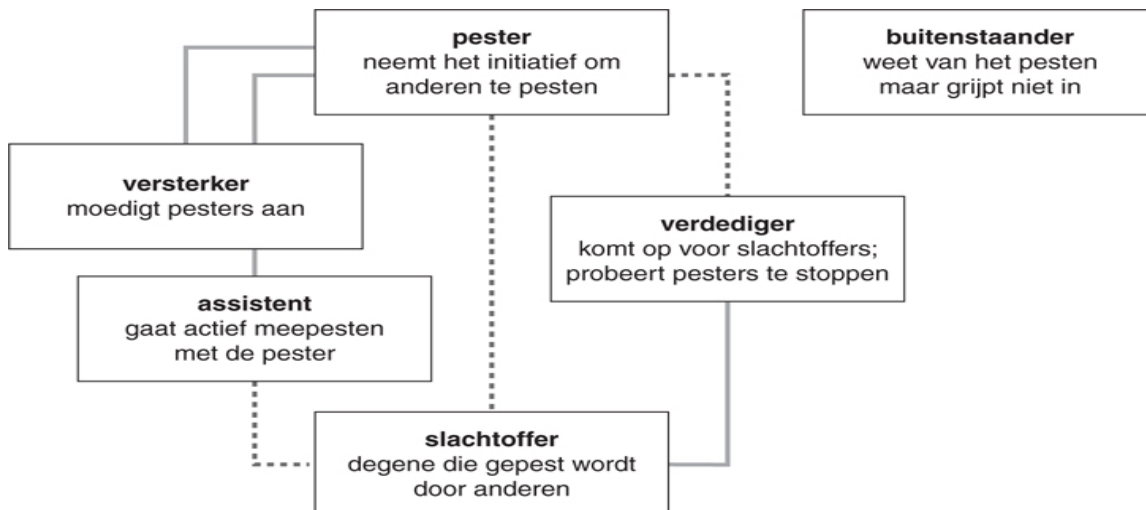 pester
neemt het initiatief om
anderen te pesten
buitenstaander
weet van het pesten
maar grijpt niet in
versterker
moedigt pesters aan
verdediger
komt op voor slachtoffers;
probeert pesters te stoppen
assistent
gaat actief meepesten
met de pester
slachtoffer
degene die gepest wordt
door anderen